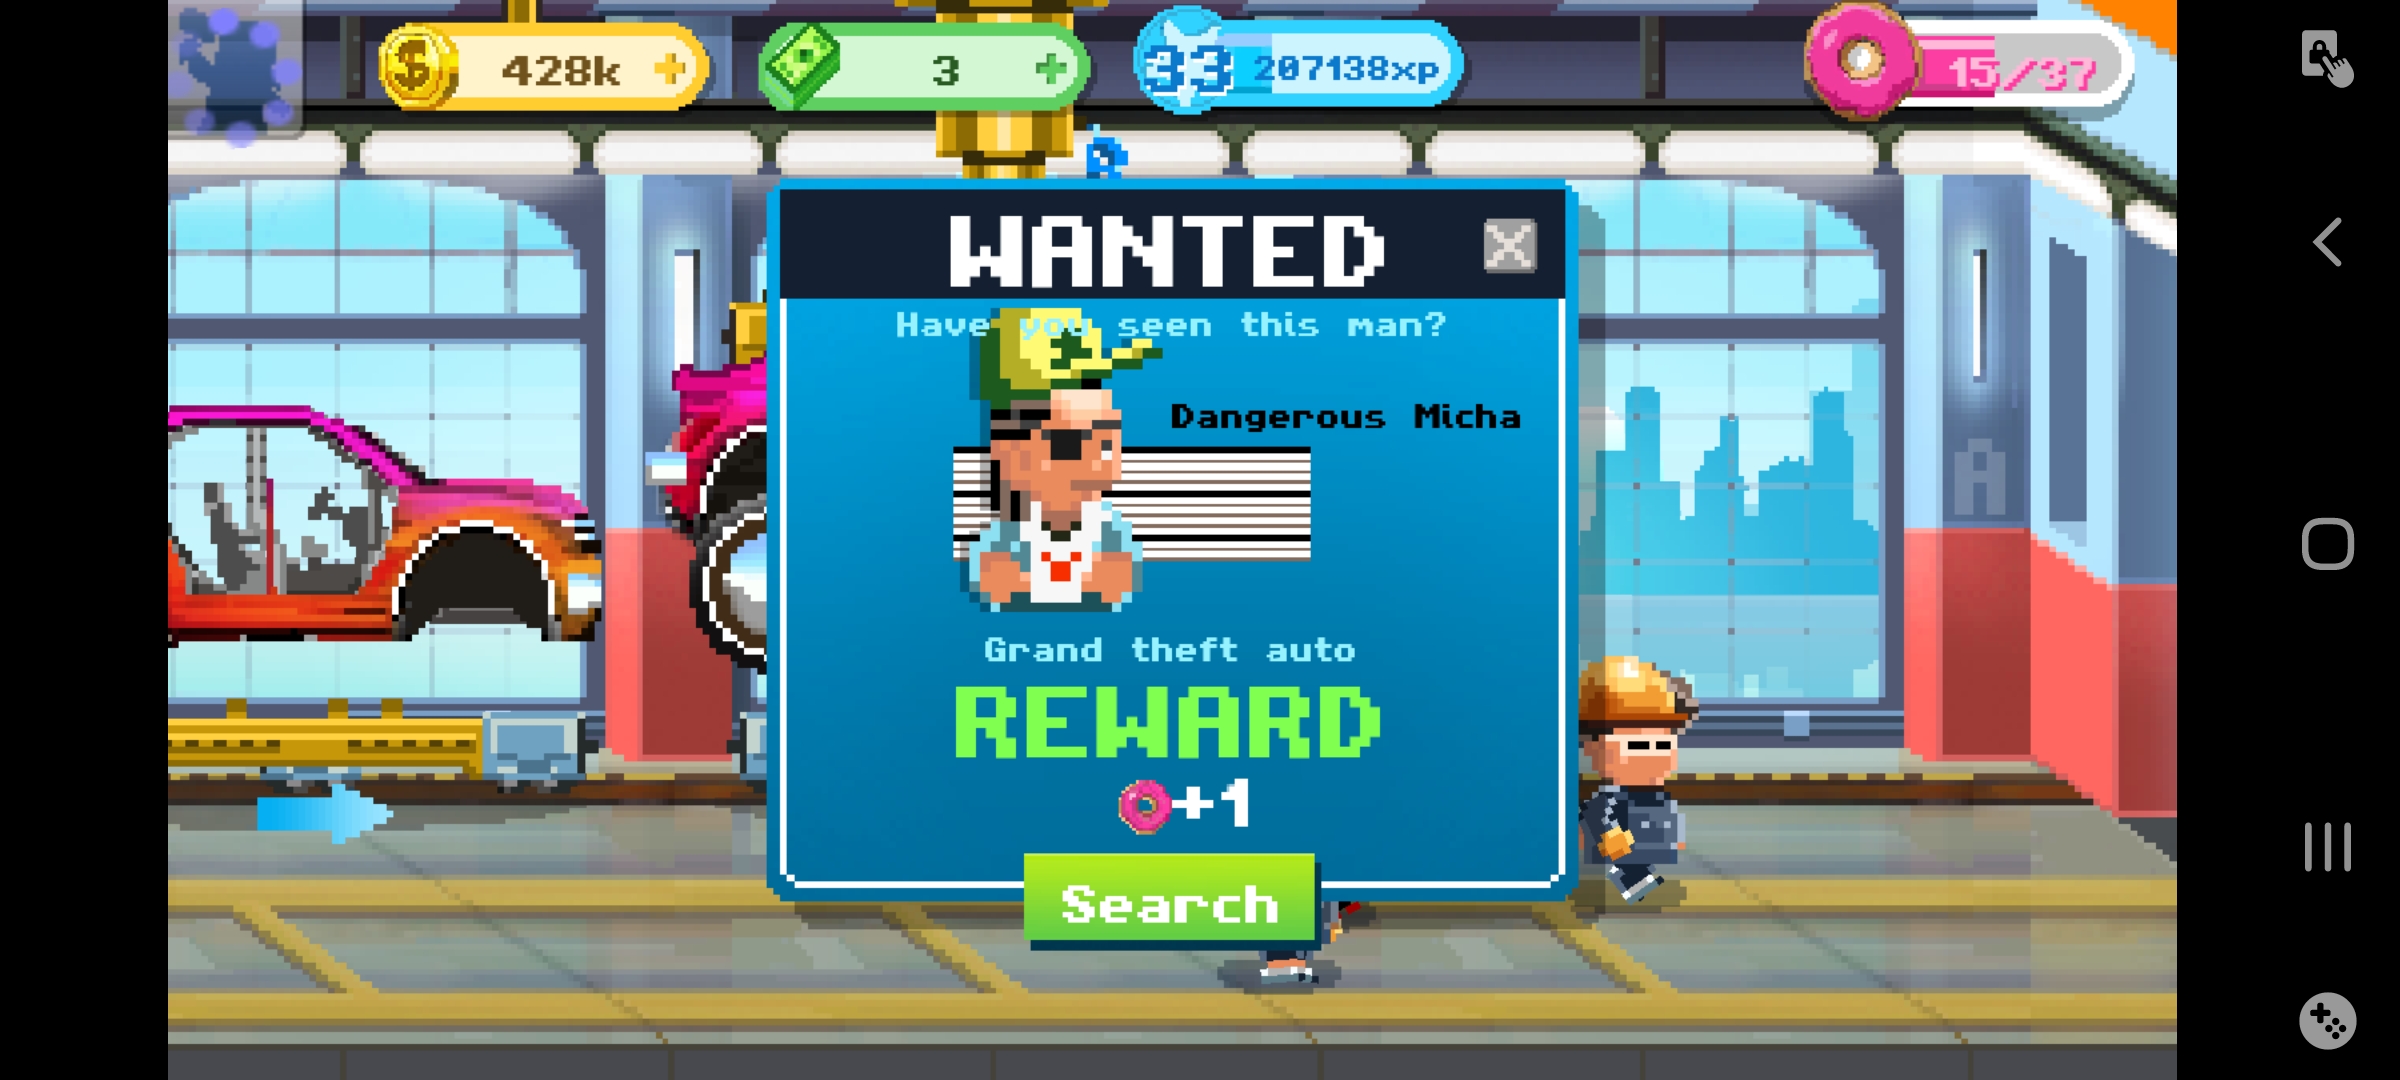 428k
3
33 207138xp
15/37
WANTED
Have you seen this man?
Dangerous Micha
A
Grand theft auto
REWARD
+1
Search